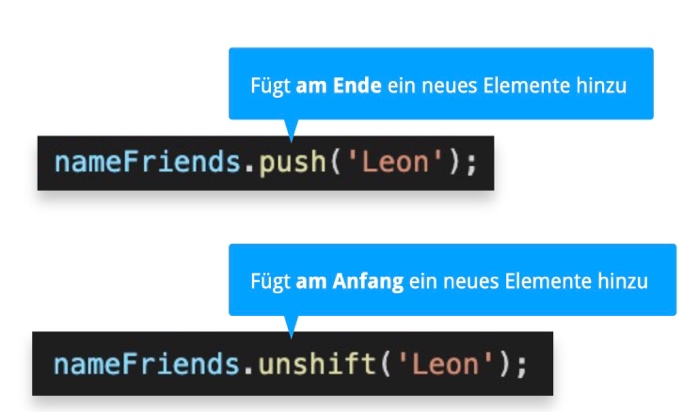 Fügt am Ende ein neues Elemente hinzu
nameFriends.push('Leon');
Fügt am Anfang ein neues Elemente hinzu
nameFriends.unshift('Leon');